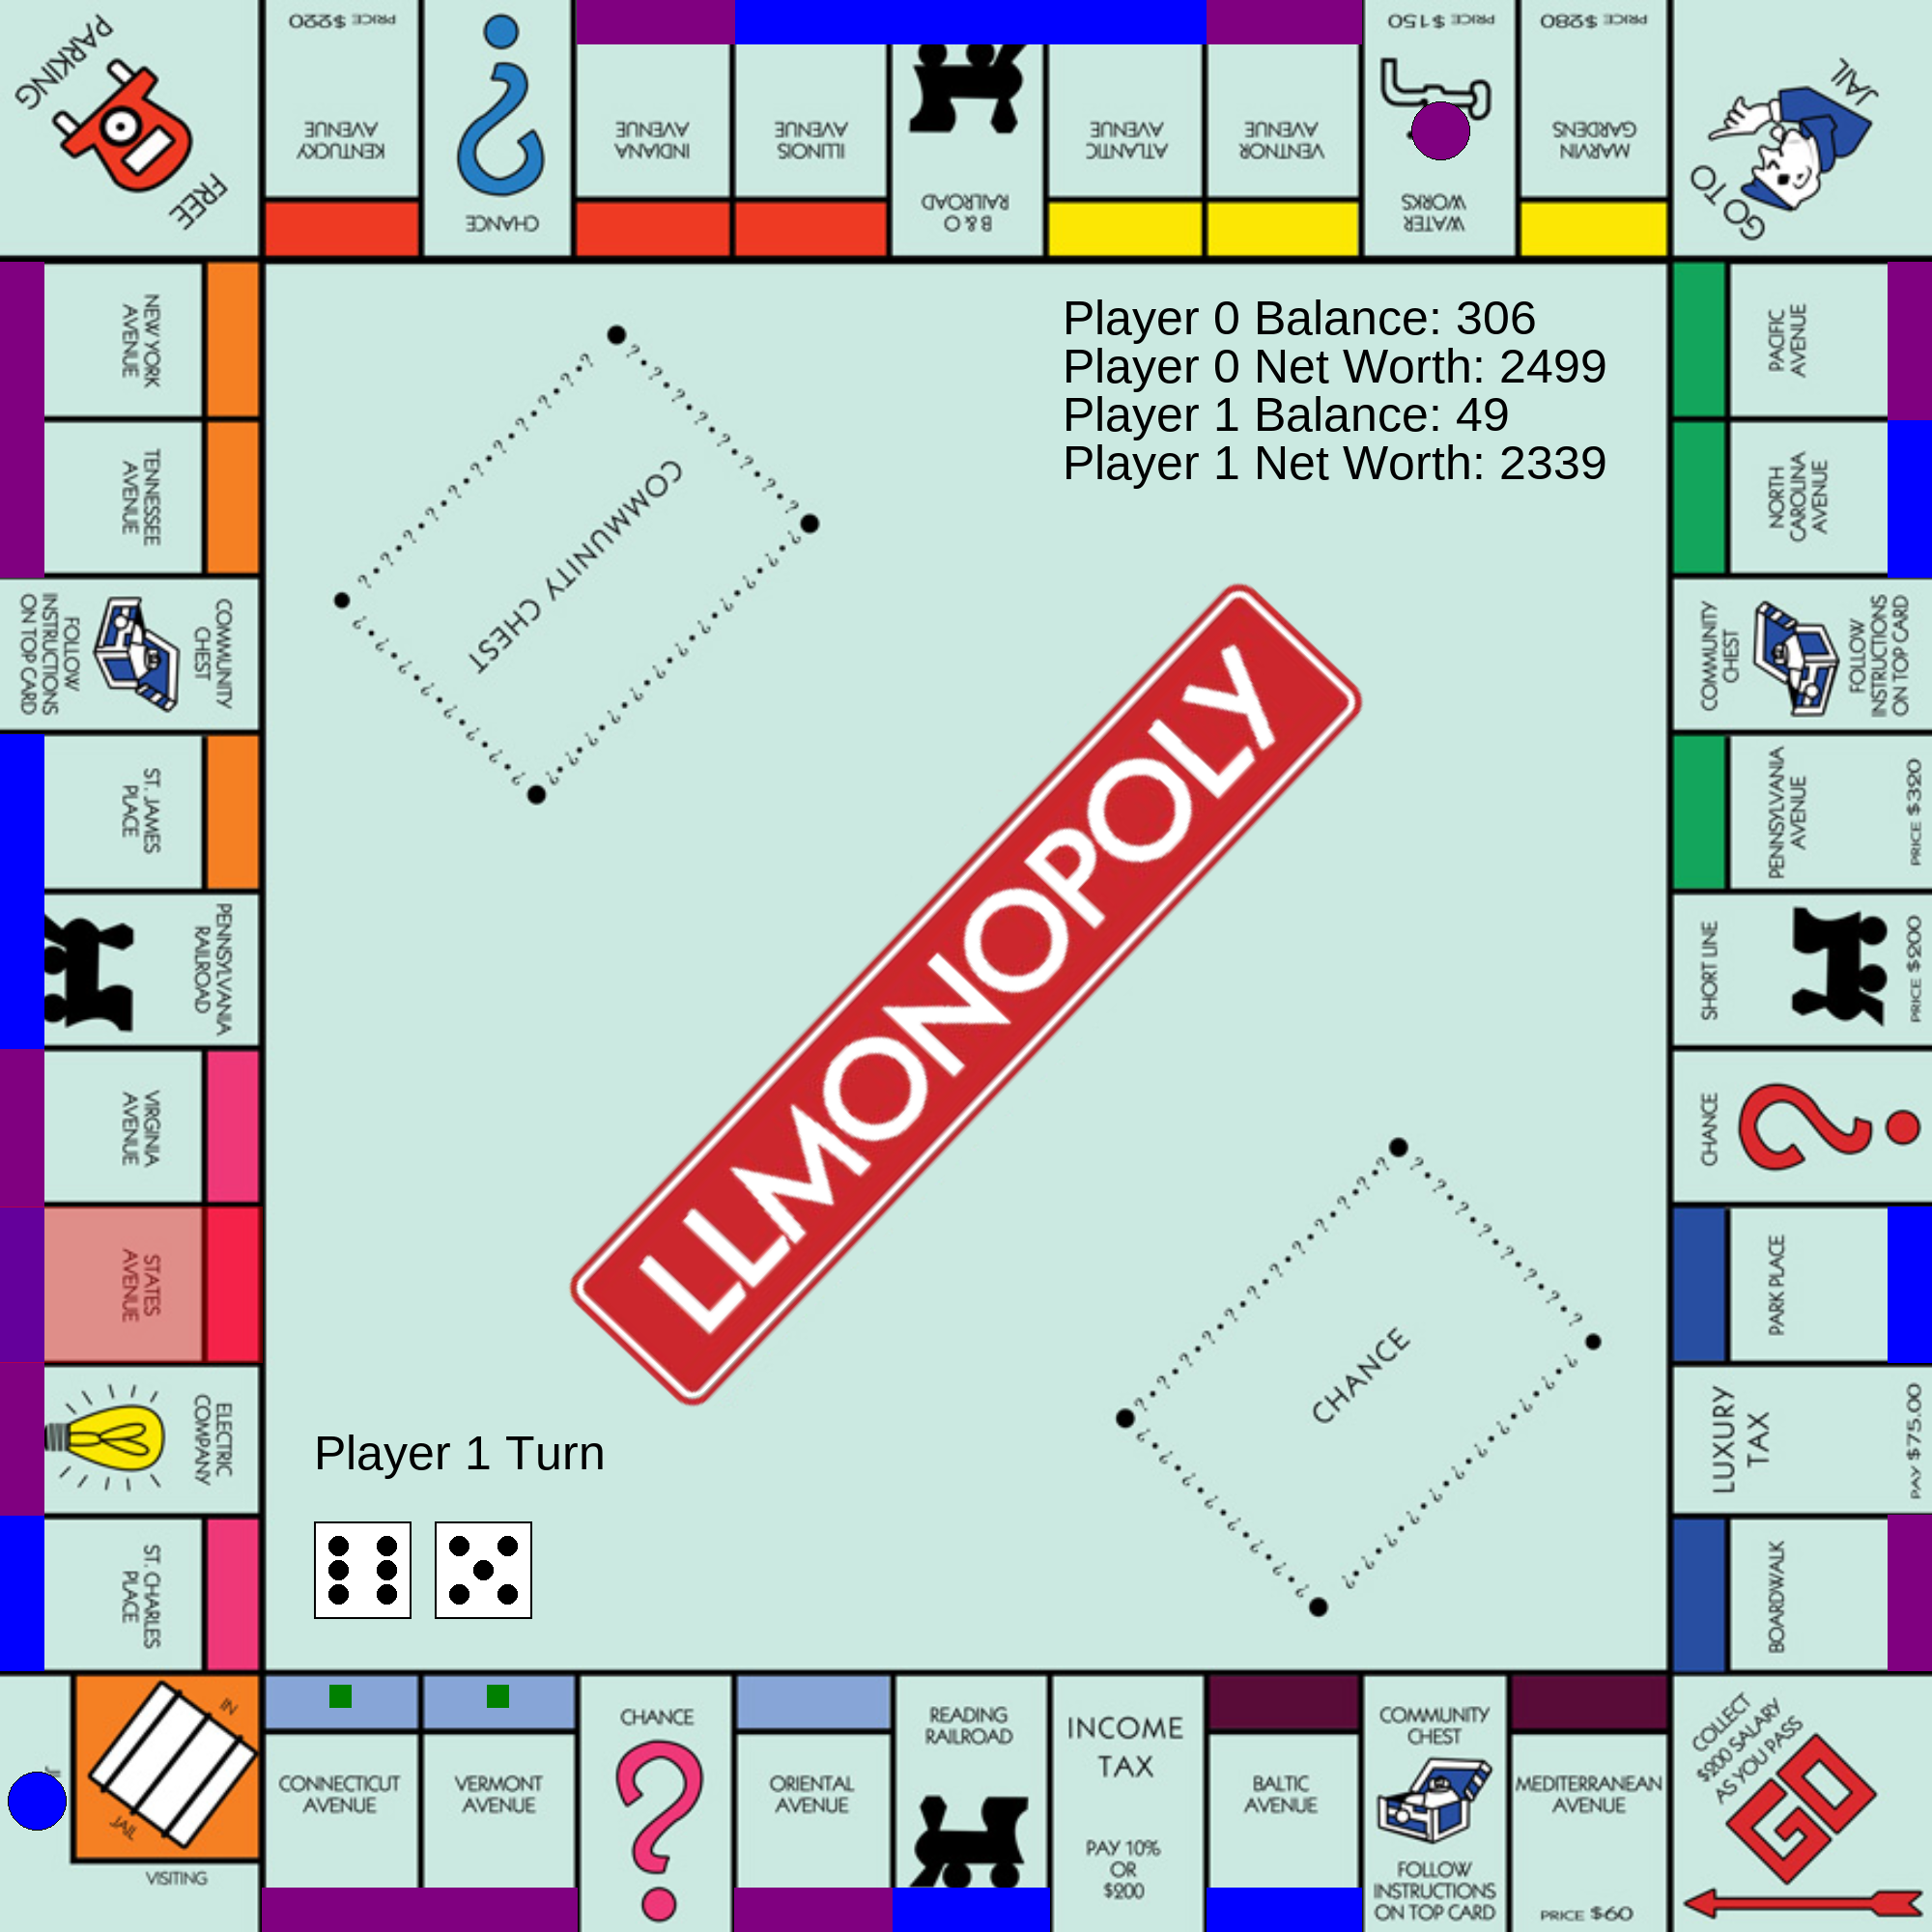 FREE
PARKING
PRICE $220
KENTUCKY
AVENUE
CHANCE
INDIANA
AVENUE
ILLINOIS
AVENUE
B & O
RAILROAD
ATLANTIC
AVENUE
VENTNOR
AVENUE
PRICE $150
WATER
WORKS
PRICE $280
MARVIN
GARDENS
GO TO
JAIL
NEW YORK
AVENUE
TENNESSEE
AVENUE
COMMUNITY
CHEST
FOLLOW
INSTRUCTIONS
ON TOP CARD
ST. JAMES
PLACE
PENNSYLVANIA
RAILROAD
VIRGINIA
AVENUE
STATES
AVENUE
ELECTRIC
COMPANY
ST. CHARLES
PLACE
Player 0 Balance: 306
Player 0 Net Worth: 2499
Player 1 Balance: 49
Player 1 Net Worth: 2339
COMMUNITY CHEST
LLMONOPOLY
CHANCE
Player 1 Turn
PACIFIC
AVENUE
NORTH
CAROLINA
AVENUE
COMMUNITY
CHEST
FOLLOW
INSTRUCTIONS
ON TOP CARD
PENNSYLVANIA
AVENUE
PRICE $320
SHORT LINE
PRICE $200
CHANCE
PARK PLACE
LUXURY
TAX
PAY $75.00
BOARDWALK
IN
JAIL
VISITING
CONNECTICUT
AVENUE
VERMONT
AVENUE
CHANCE
ORIENTAL
AVENUE
READING
RAILROAD
INCOME
TAX
PAY 10%
OR
$200
BALTIC
AVENUE
COMMUNITY
CHEST
FOLLOW
INSTRUCTIONS
ON TOP CARD
MEDITERRANEAN
AVENUE
PRICE $60
COLLECT
$200 SALARY
AS YOU PASS
GO